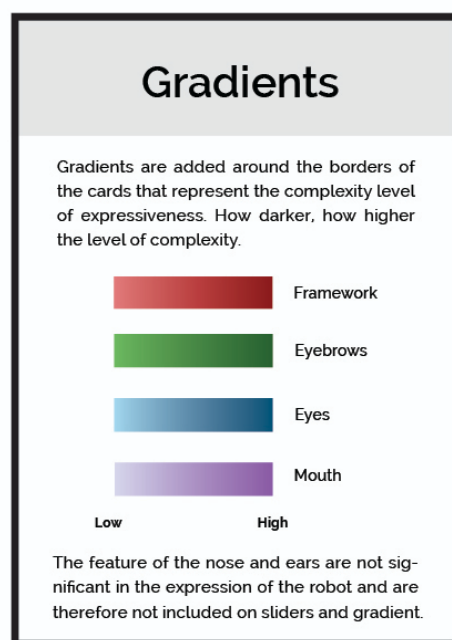 Gradients
Gradients are added around the borders of
the cards that represent the complexity level
of expressiveness. How darker, how higher
the level of complexity.
Framework
Eyebrows
Eyes
Mouth
Low High
The feature of the nose and ears are not sig-
nificant in the expression of the robot and are
therefore not included on sliders and gradient.